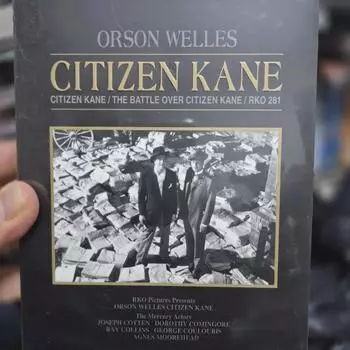 ORSON WELLES
CITIZEN KANE
CITIZEN KANE / THE BATTLE OVER CITIZEN KANE / RKO 281
RKO Pictures Presents
ORSON WELLES CITIZEN KANE
The Mercury Actors
JOSEPH COTTEN · DOROTHY COMINGORE
RAY COLLINS · GEORGE COULOURIS
AGNES MOOREHEAD